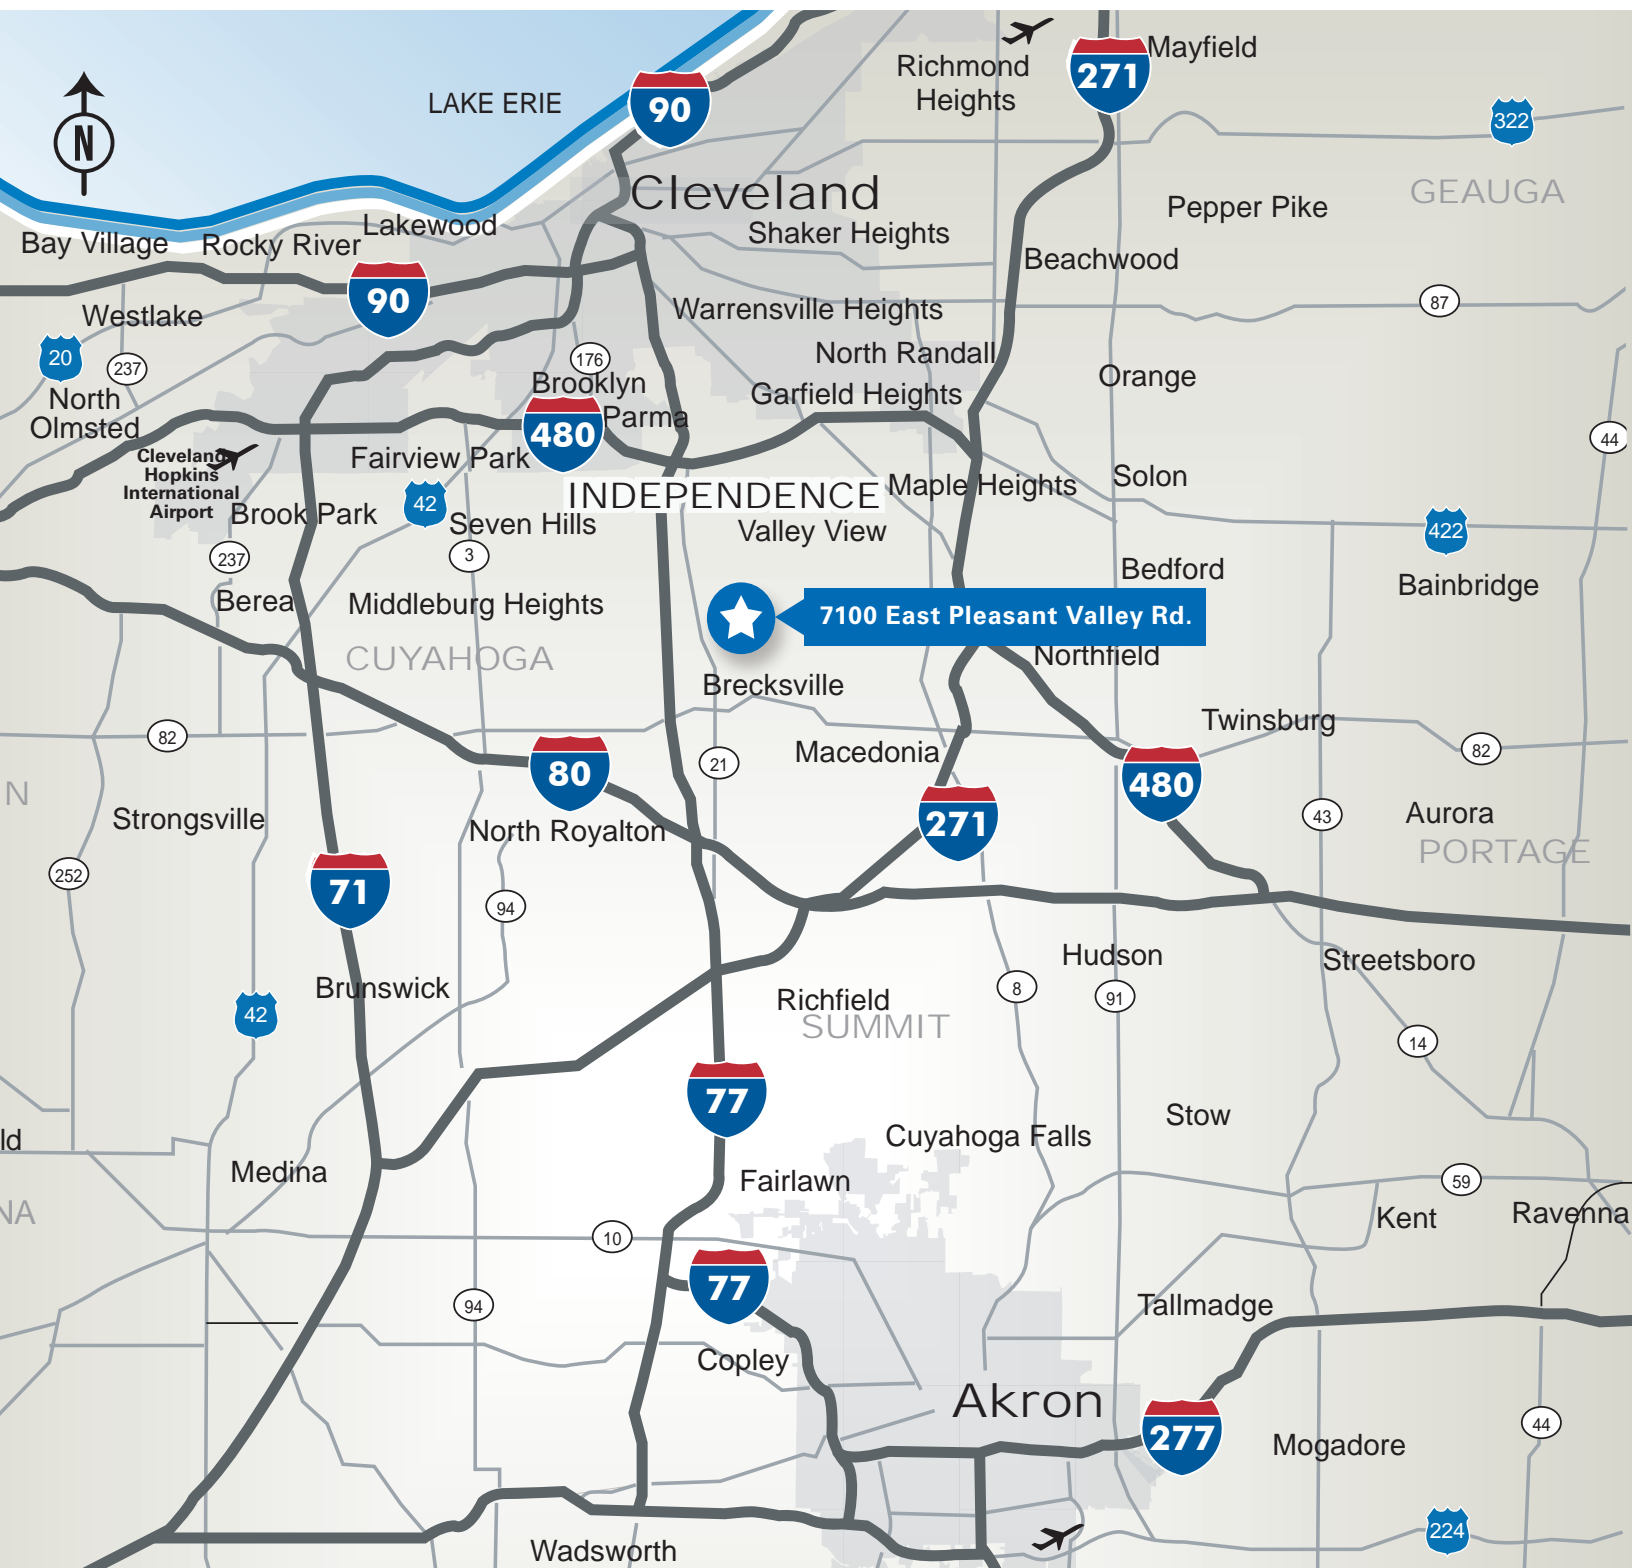 Mayfield
Richmond
Heights
271
LAKE ERIE
90
322
N
Cleveland
GEAUGA
Pepper Pike
Lakewood
Shaker Heights
Bay Village
Rocky River
Beachwood
90
87
Westlake
Warrensville Heights
20
237
176
North Randall
Orange
Brooklyn
Garfield Heights
North
Olmsted
Parma
480
44
Cleveland
Hopkins
International
Airport
Fairview Park
Solon
Maple Heights
INDEPENDENCE
42
Brook Park
Seven Hills
Valley View
422
237
3
Bedford
Bainbridge
Berea
Middleburg Heights
7100 East Pleasant Valley Rd.
CUYAHOGA
Northfield
Brecksville
Twinsburg
82
Macedonia
82
21
80
480
N
Strongsville
North Royalton
271
43
Aurora
PORTAGE
252
71
94
Hudson
Streetsboro
Brunswick
8
91
Richfield
42
SUMMIT
14
77
Stow
ld
Cuyahoga Falls
Medina
Fairlawn
59
NA
Kent
Ravenna
10
77
94
Tallmadge
Copley
Akron
277
44
Mogadore
224
Wadsworth